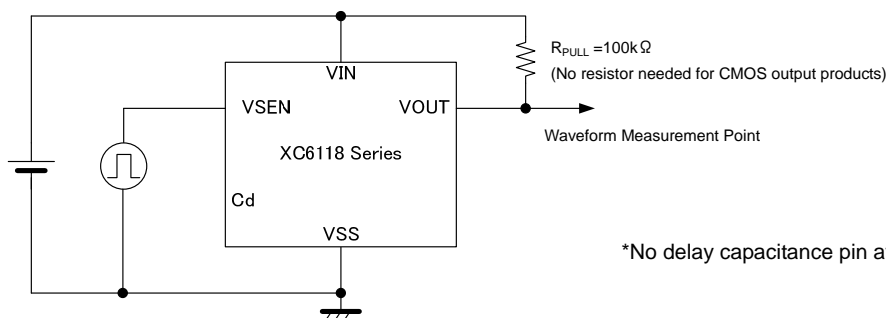 R_PULL =100kΩ
(No resistor needed for CMOS output products)
VIN
VSEN
VOUT
Waveform Measurement Point
XC6118 Series
Cd
VSS
*No delay capacitance pin a